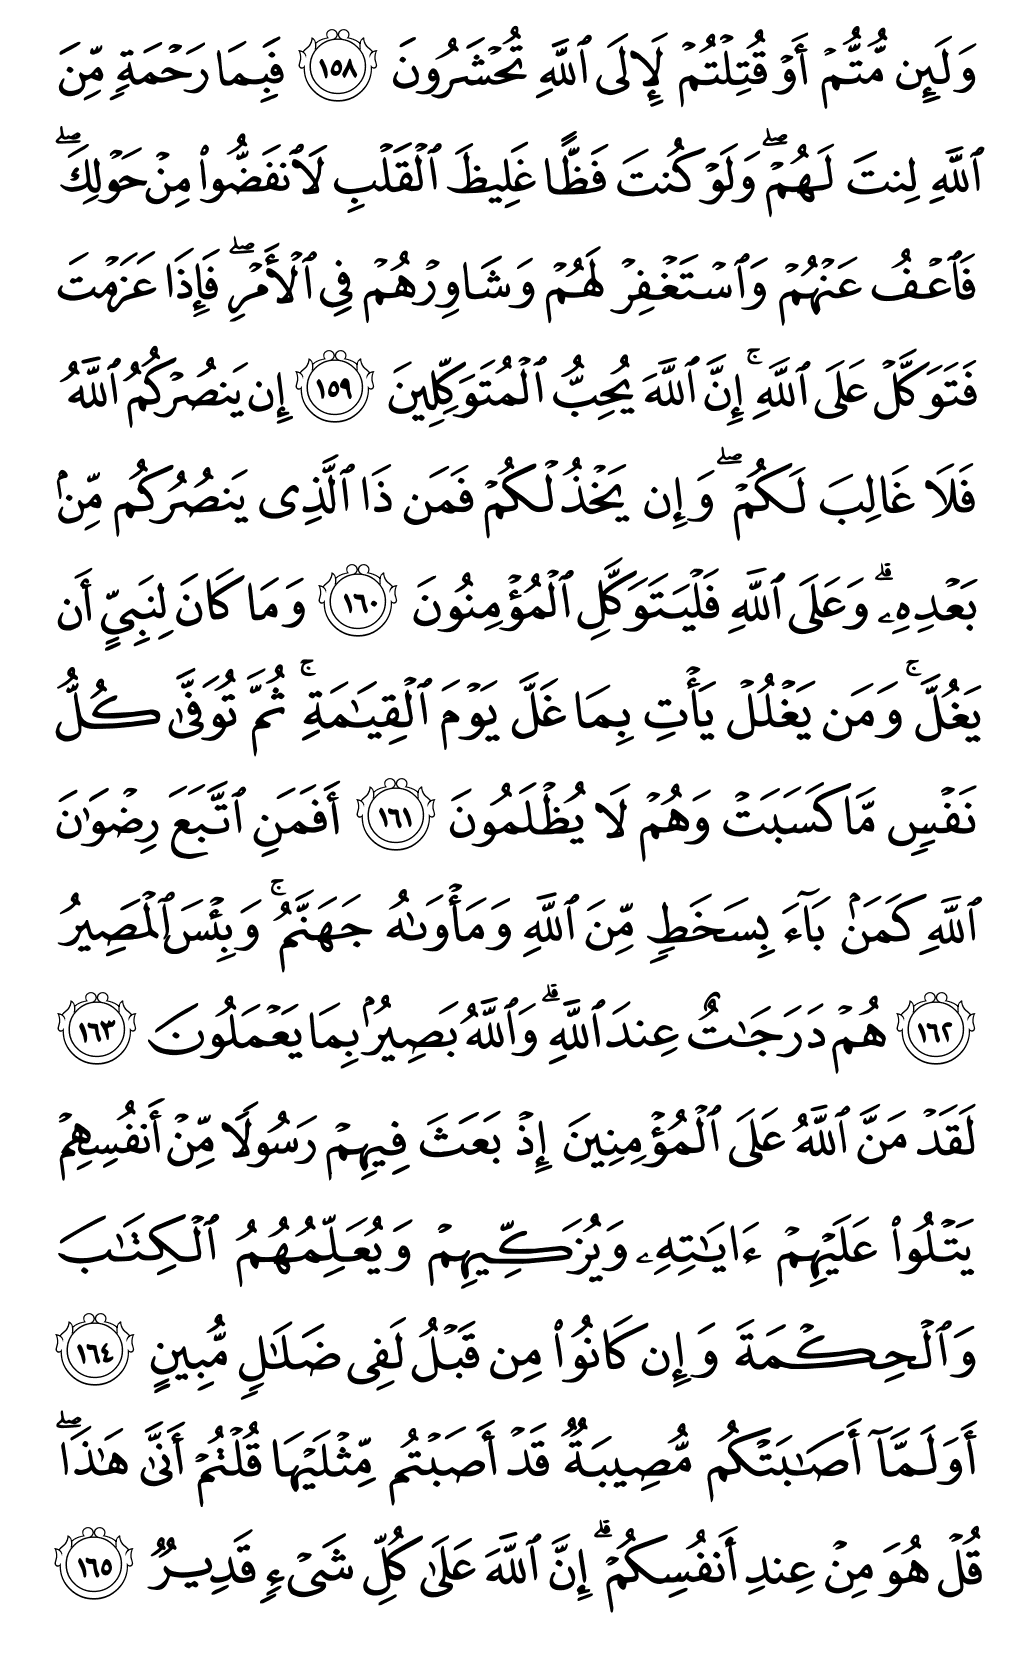 وَلَئِن مُّتُّمْ أَوْ قُتِلْتُمْ لَإِلَى ٱللَّهِ تُحْشَرُونَ ١٥٨ فَبِمَا رَحْمَةٍ مِّنَ
ٱللَّهِ لِنتَ لَهُمْ ۖ وَلَوْ كُنتَ فَظًّا غَلِيظَ ٱلْقَلْبِ لَٱنفَضُّوا۟ مِنْ حَوْلِكَ ۖ
فَٱعْفُ عَنْهُمْ وَٱسْتَغْفِرْ لَهُمْ وَشَاوِرْهُمْ فِى ٱلْأَمْرِ ۖ فَإِذَا عَزَمْتَ
فَتَوَكَّلْ عَلَى ٱللَّهِ ۚ إِنَّ ٱللَّهَ يُحِبُّ ٱلْمُتَوَكِّلِينَ ١٥٩ إِن يَنصُرْكُمُ ٱللَّهُ
فَلَا غَالِبَ لَكُمْ ۖ وَإِن يَخْذُلْكُمْ فَمَن ذَا ٱلَّذِى يَنصُرُكُم مِّنۢ
بَعْدِهِۦ ۗ وَعَلَى ٱللَّهِ فَلْيَتَوَكَّلِ ٱلْمُؤْمِنُونَ ١٦٠ وَمَا كَانَ لِنَبِىٍّ أَن
يَغُلَّ ۚ وَمَن يَغْلُلْ يَأْتِ بِمَا غَلَّ يَوْمَ ٱلْقِيَـٰمَةِ ۚ ثُمَّ تُوَفَّىٰ كُلُّ
نَفْسٍ مَّا كَسَبَتْ وَهُمْ لَا يُظْلَمُونَ ١٦١ أَفَمَنِ ٱتَّبَعَ رِضْوَٰنَ
ٱللَّهِ كَمَنۢ بَآءَ بِسَخَطٍ مِّنَ ٱللَّهِ وَمَأْوَىٰهُ جَهَنَّمُ ۚ وَبِئْسَ ٱلْمَصِيرُ
١٦٢ هُمْ دَرَجَـٰتٌ عِندَ ٱللَّهِ ۗ وَٱللَّهُ بَصِيرٌۢ بِمَا يَعْمَلُونَ ١٦٣
لَقَدْ مَنَّ ٱللَّهُ عَلَى ٱلْمُؤْمِنِينَ إِذْ بَعَثَ فِيهِمْ رَسُولًا مِّنْ أَنفُسِهِمْ
يَتْلُوا۟ عَلَيْهِمْ ءَايَـٰتِهِۦ وَيُزَكِّيهِمْ وَيُعَلِّمُهُمُ ٱلْكِتَـٰبَ
وَٱلْحِكْمَةَ وَإِن كَانُوا۟ مِن قَبْلُ لَفِى ضَلَـٰلٍ مُّبِينٍ ١٦٤
أَوَلَمَّآ أَصَـٰبَتْكُم مُّصِيبَةٌ قَدْ أَصَبْتُم مِّثْلَيْهَا قُلْتُمْ أَنَّىٰ هَـٰذَا ۖ
قُلْ هُوَ مِنْ عِندِ أَنفُسِكُمْ ۗ إِنَّ ٱللَّهَ عَلَىٰ كُلِّ شَىْءٍ قَدِيرٌ ١٦٥